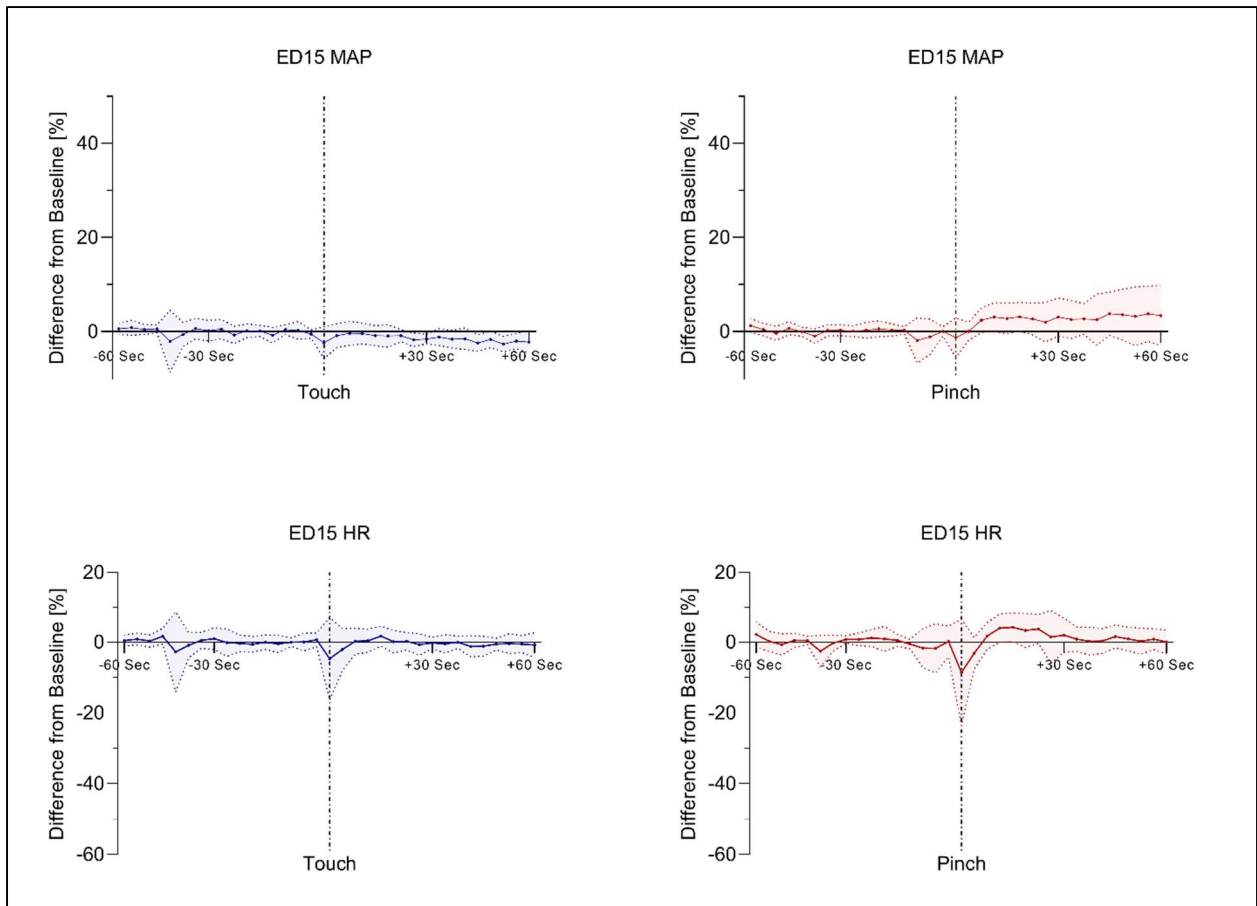 ED15 MAP
Difference from Baseline [%]
40
20
0
-60 Sec
-30 Sec
+30 Sec
+60 Sec
Touch
ED15 MAP
Difference from Baseline [%]
40
20
0
-60 Sec
-30 Sec
+30 Sec
+60 Sec
Pinch
ED15 HR
Difference from Baseline [%]
20
0
-20
-40
-60
-60 Sec
-30 Sec
+30 Sec
+60 Sec
Touch
ED15 HR
Difference from Baseline [%]
20
0
-20
-40
-60
-60 Sec
-30 Sec
+30 Sec
+60 Sec
Pinch